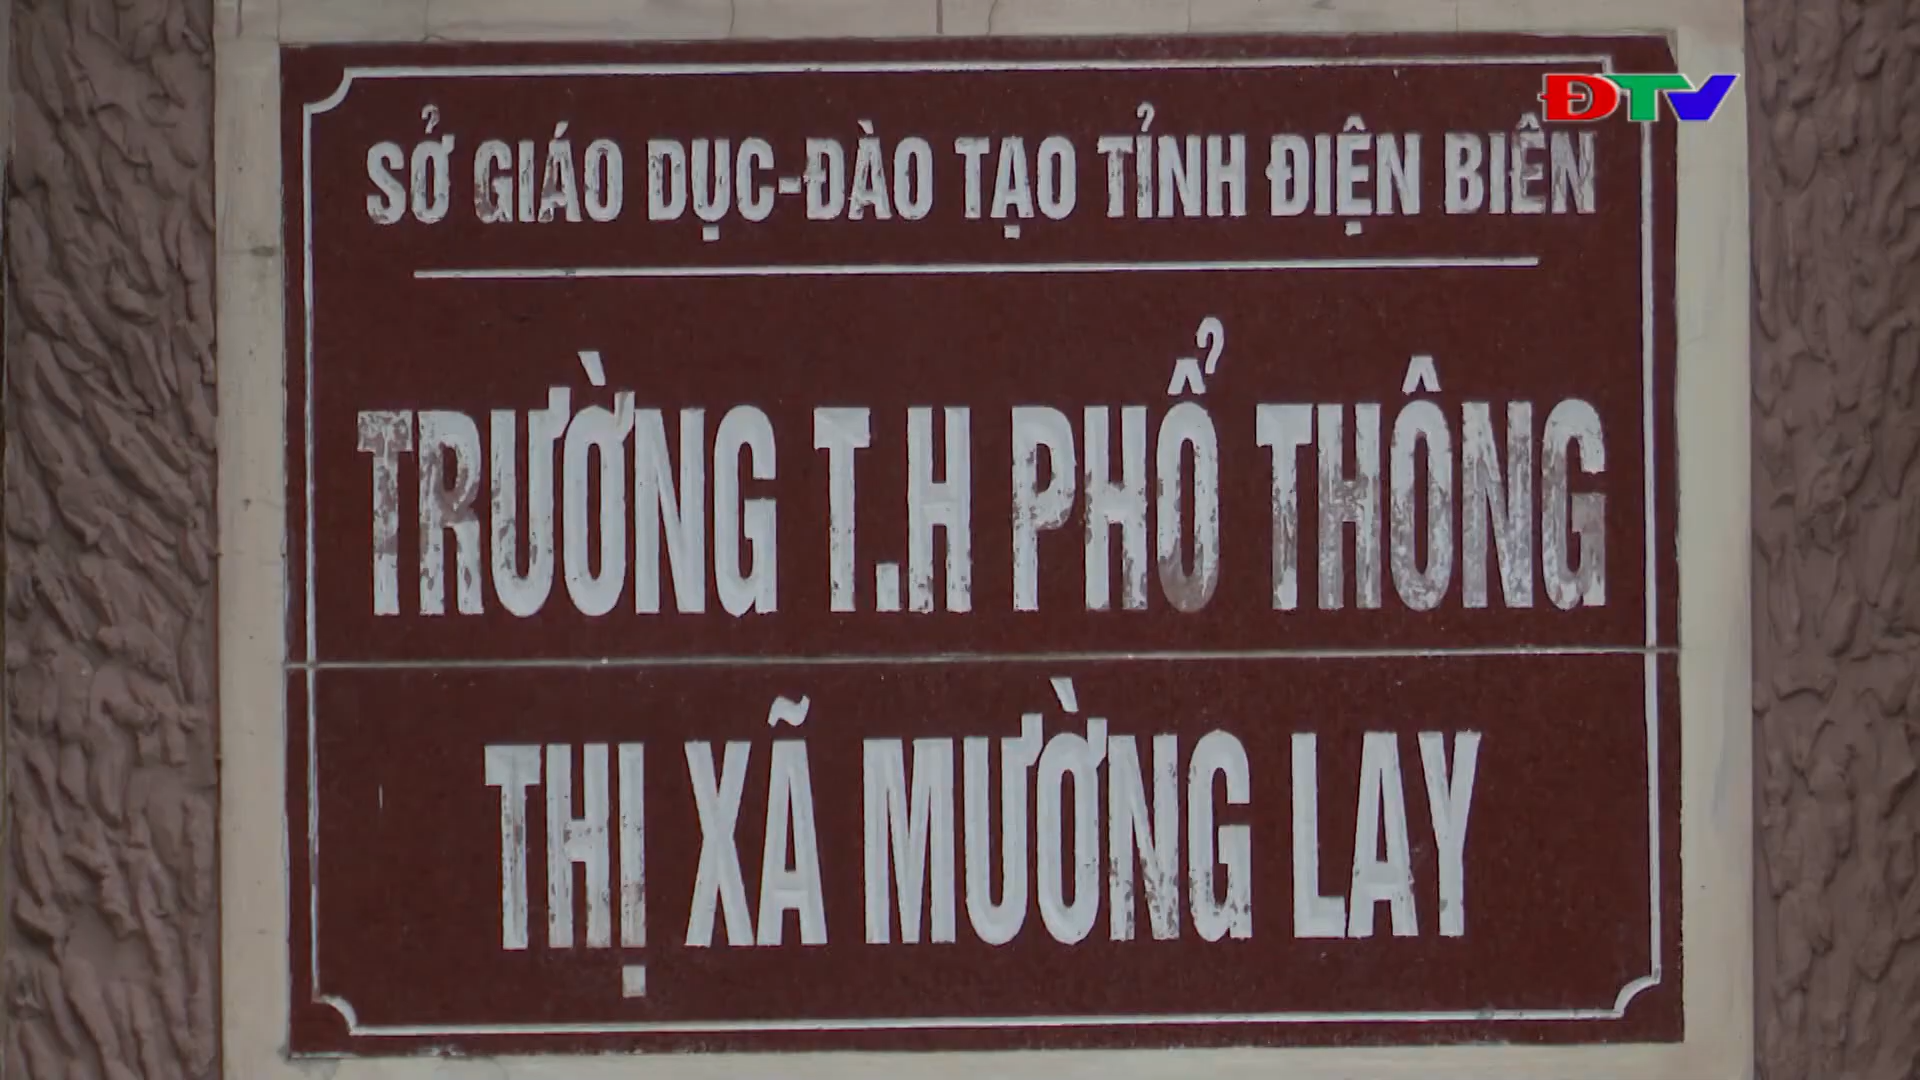 ĐTV
SỞ GIÁO DỤC-ĐÀO TẠO TỈNH ĐIỆN BIÊN
TRƯỜNG T.H PHỔ THÔNG
THỊ XÃ MƯỜNG LAY